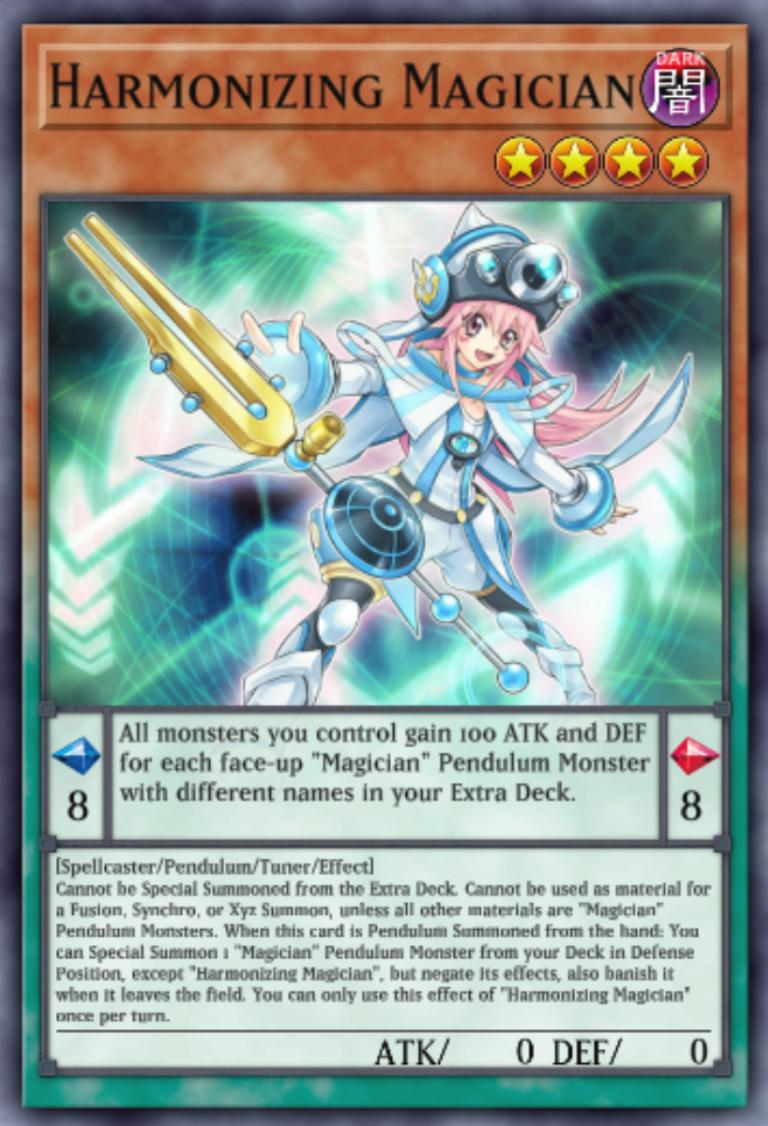 HARMONIZING MAGICIAN
DARK
闇
All monsters you control gain 100 ATK and DEF
for each face-up "Magician" Pendulum Monster
with different names in your Extra Deck.
8
8
[Spellcaster/Pendulum/Tuner/Effect]
Cannot be Special Summoned from the Extra Deck. Cannot be used as material for
a Fusion, Synchro, or Xyz Summon, unless all other materials are "Magician"
Pendulum Monsters. When this card is Pendulum Summoned from the hand: You
can Special Summon 1 "Magician" Pendulum Monster from your Deck in Defense
Position, except "Harmonizing Magician", but negate its effects, also banish it
when it leaves the field. You can only use this effect of "Harmonizing Magician"
once per turn.
ATK/ 0 DEF/ 0